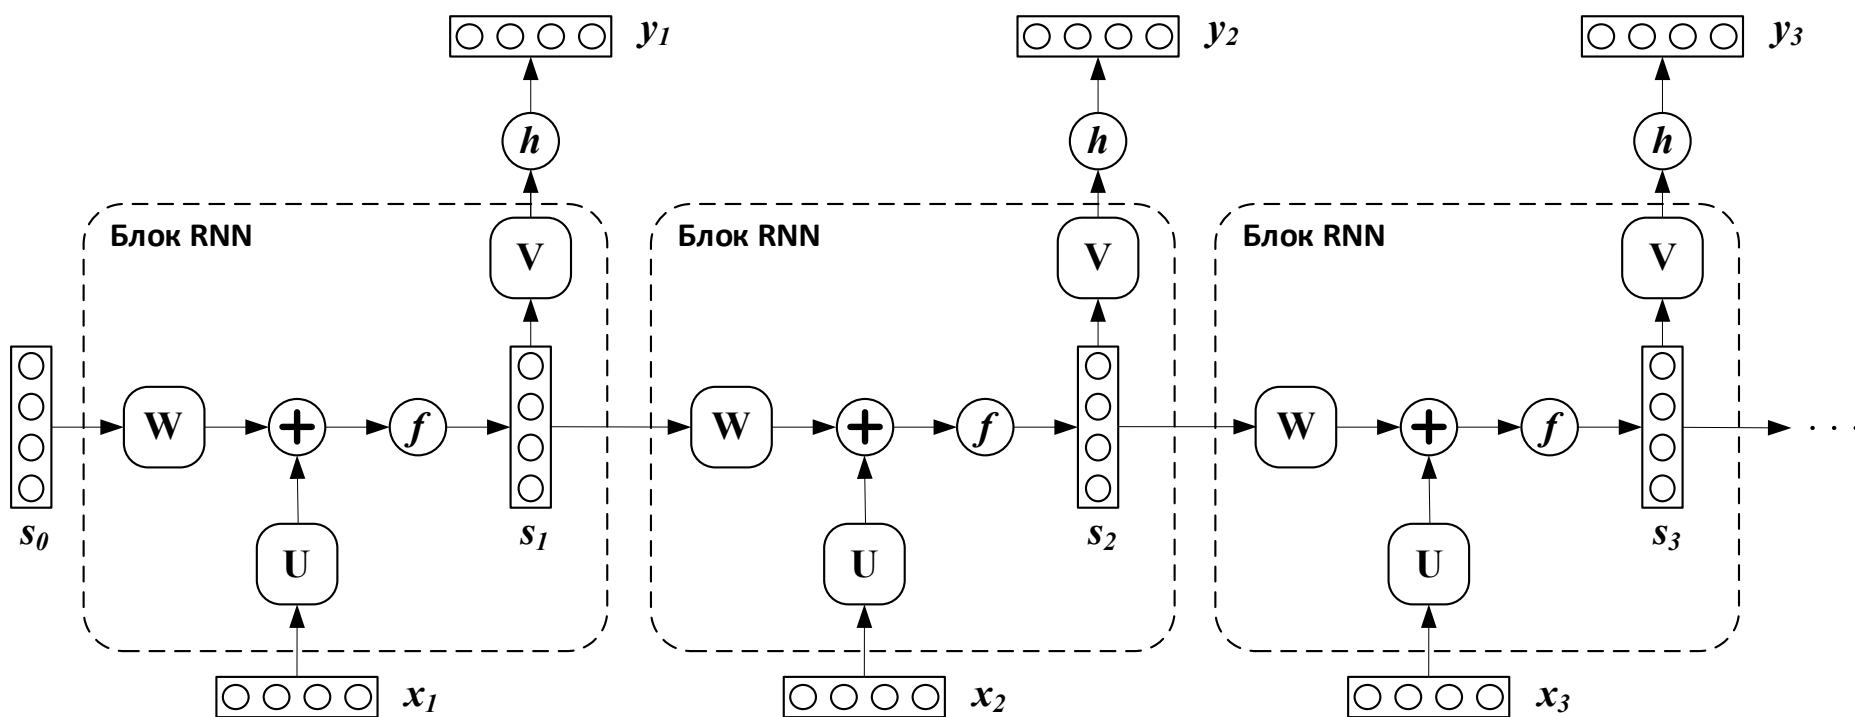 y1 y2 y3
h h h
Блок RNN Блок RNN Блок RNN
V V V
W + f W + f W + f . . .
s0 s1 s2 s3
U U U
x1 x2 x3